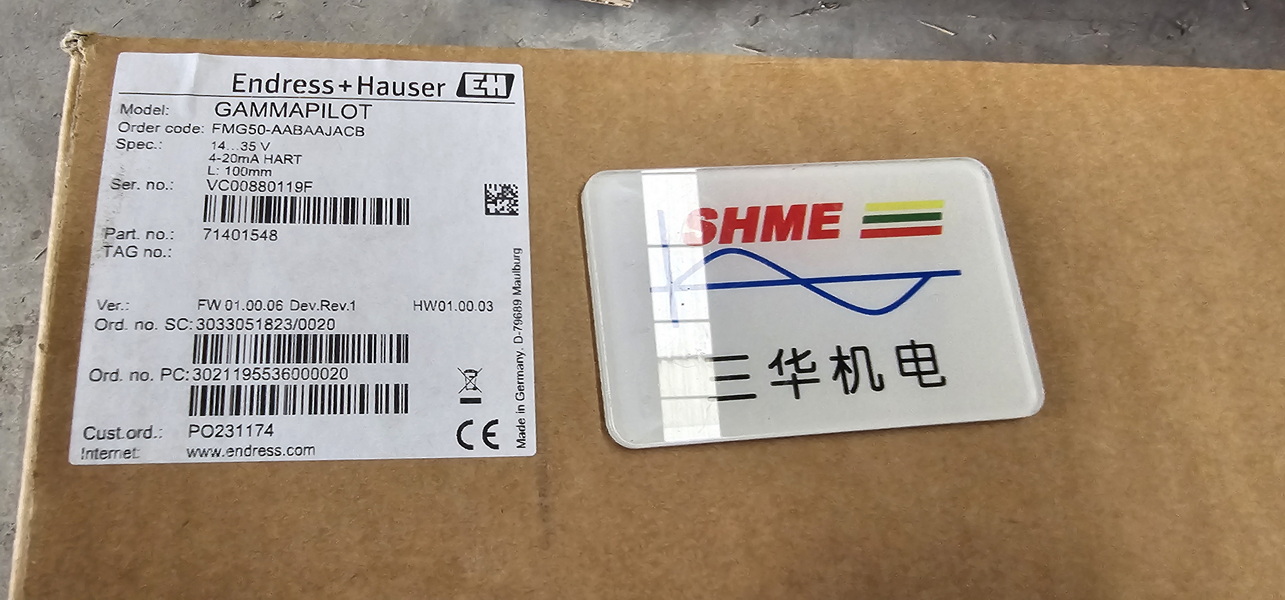 Endress+Hauser EH
Model: GAMMAPILOT
Order code: FMG50-AABAAJACB
Spec.: 14...35 V
4-20mA HART
L: 100mm
Ser. no.: VC00880119F
Part. no.: 71401548
TAG no.:
Ver.: FW 01.00.06 Dev.Rev.1 HW01.00.03
Ord. no. SC: 3033051823/0020
Ord. no. PC: 3021195536000020
Cust.ord.: PO231174
Internet: www.endress.com
CE
Made in Germany, D-79689 Maulburg
SHME
三华机电